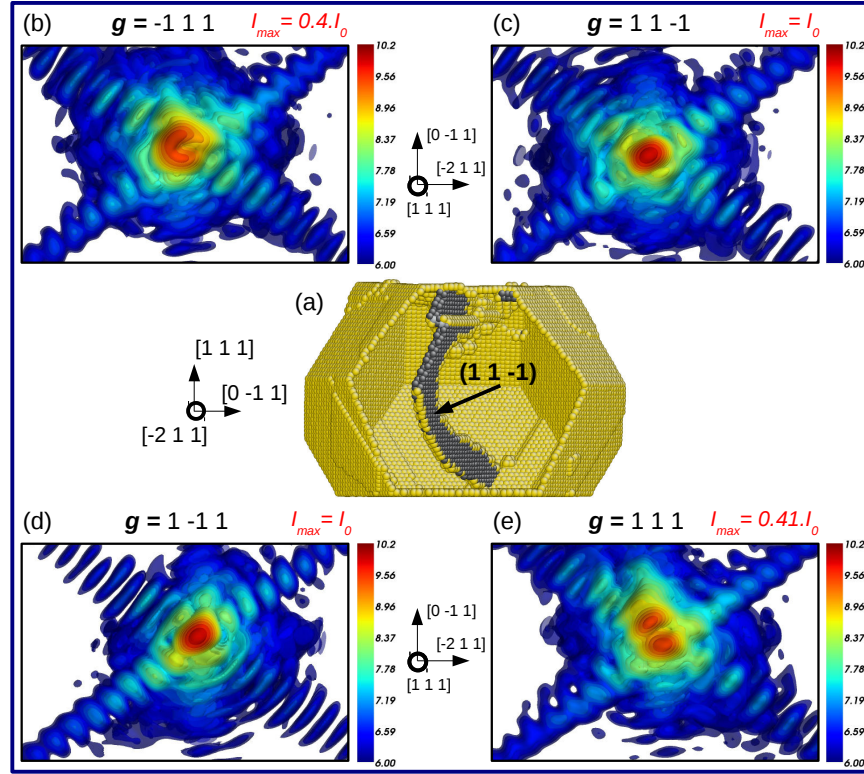 (b) g = -1 1 1 Imax= 0.4.I0
10.2
9.56
8.96
8.37
7.78
7.19
6.59
6.00
[0 -1 1]
[-2 1 1]
[1 1 1]
(c) g = 1 1 -1 Imax= I0
10.2
9.56
8.96
8.37
7.78
7.19
6.59
6.00
(a)
[1 1 1]
[0 -1 1]
[-2 1 1]
(1 1 -1)
(d) g = 1 -1 1 Imax= I0
10.2
9.56
8.96
8.37
7.78
7.19
6.59
6.00
[0 -1 1]
[-2 1 1]
[1 1 1]
(e) g = 1 1 1 Imax= 0.41.I0
10.2
9.56
8.96
8.37
7.78
7.19
6.59
6.00